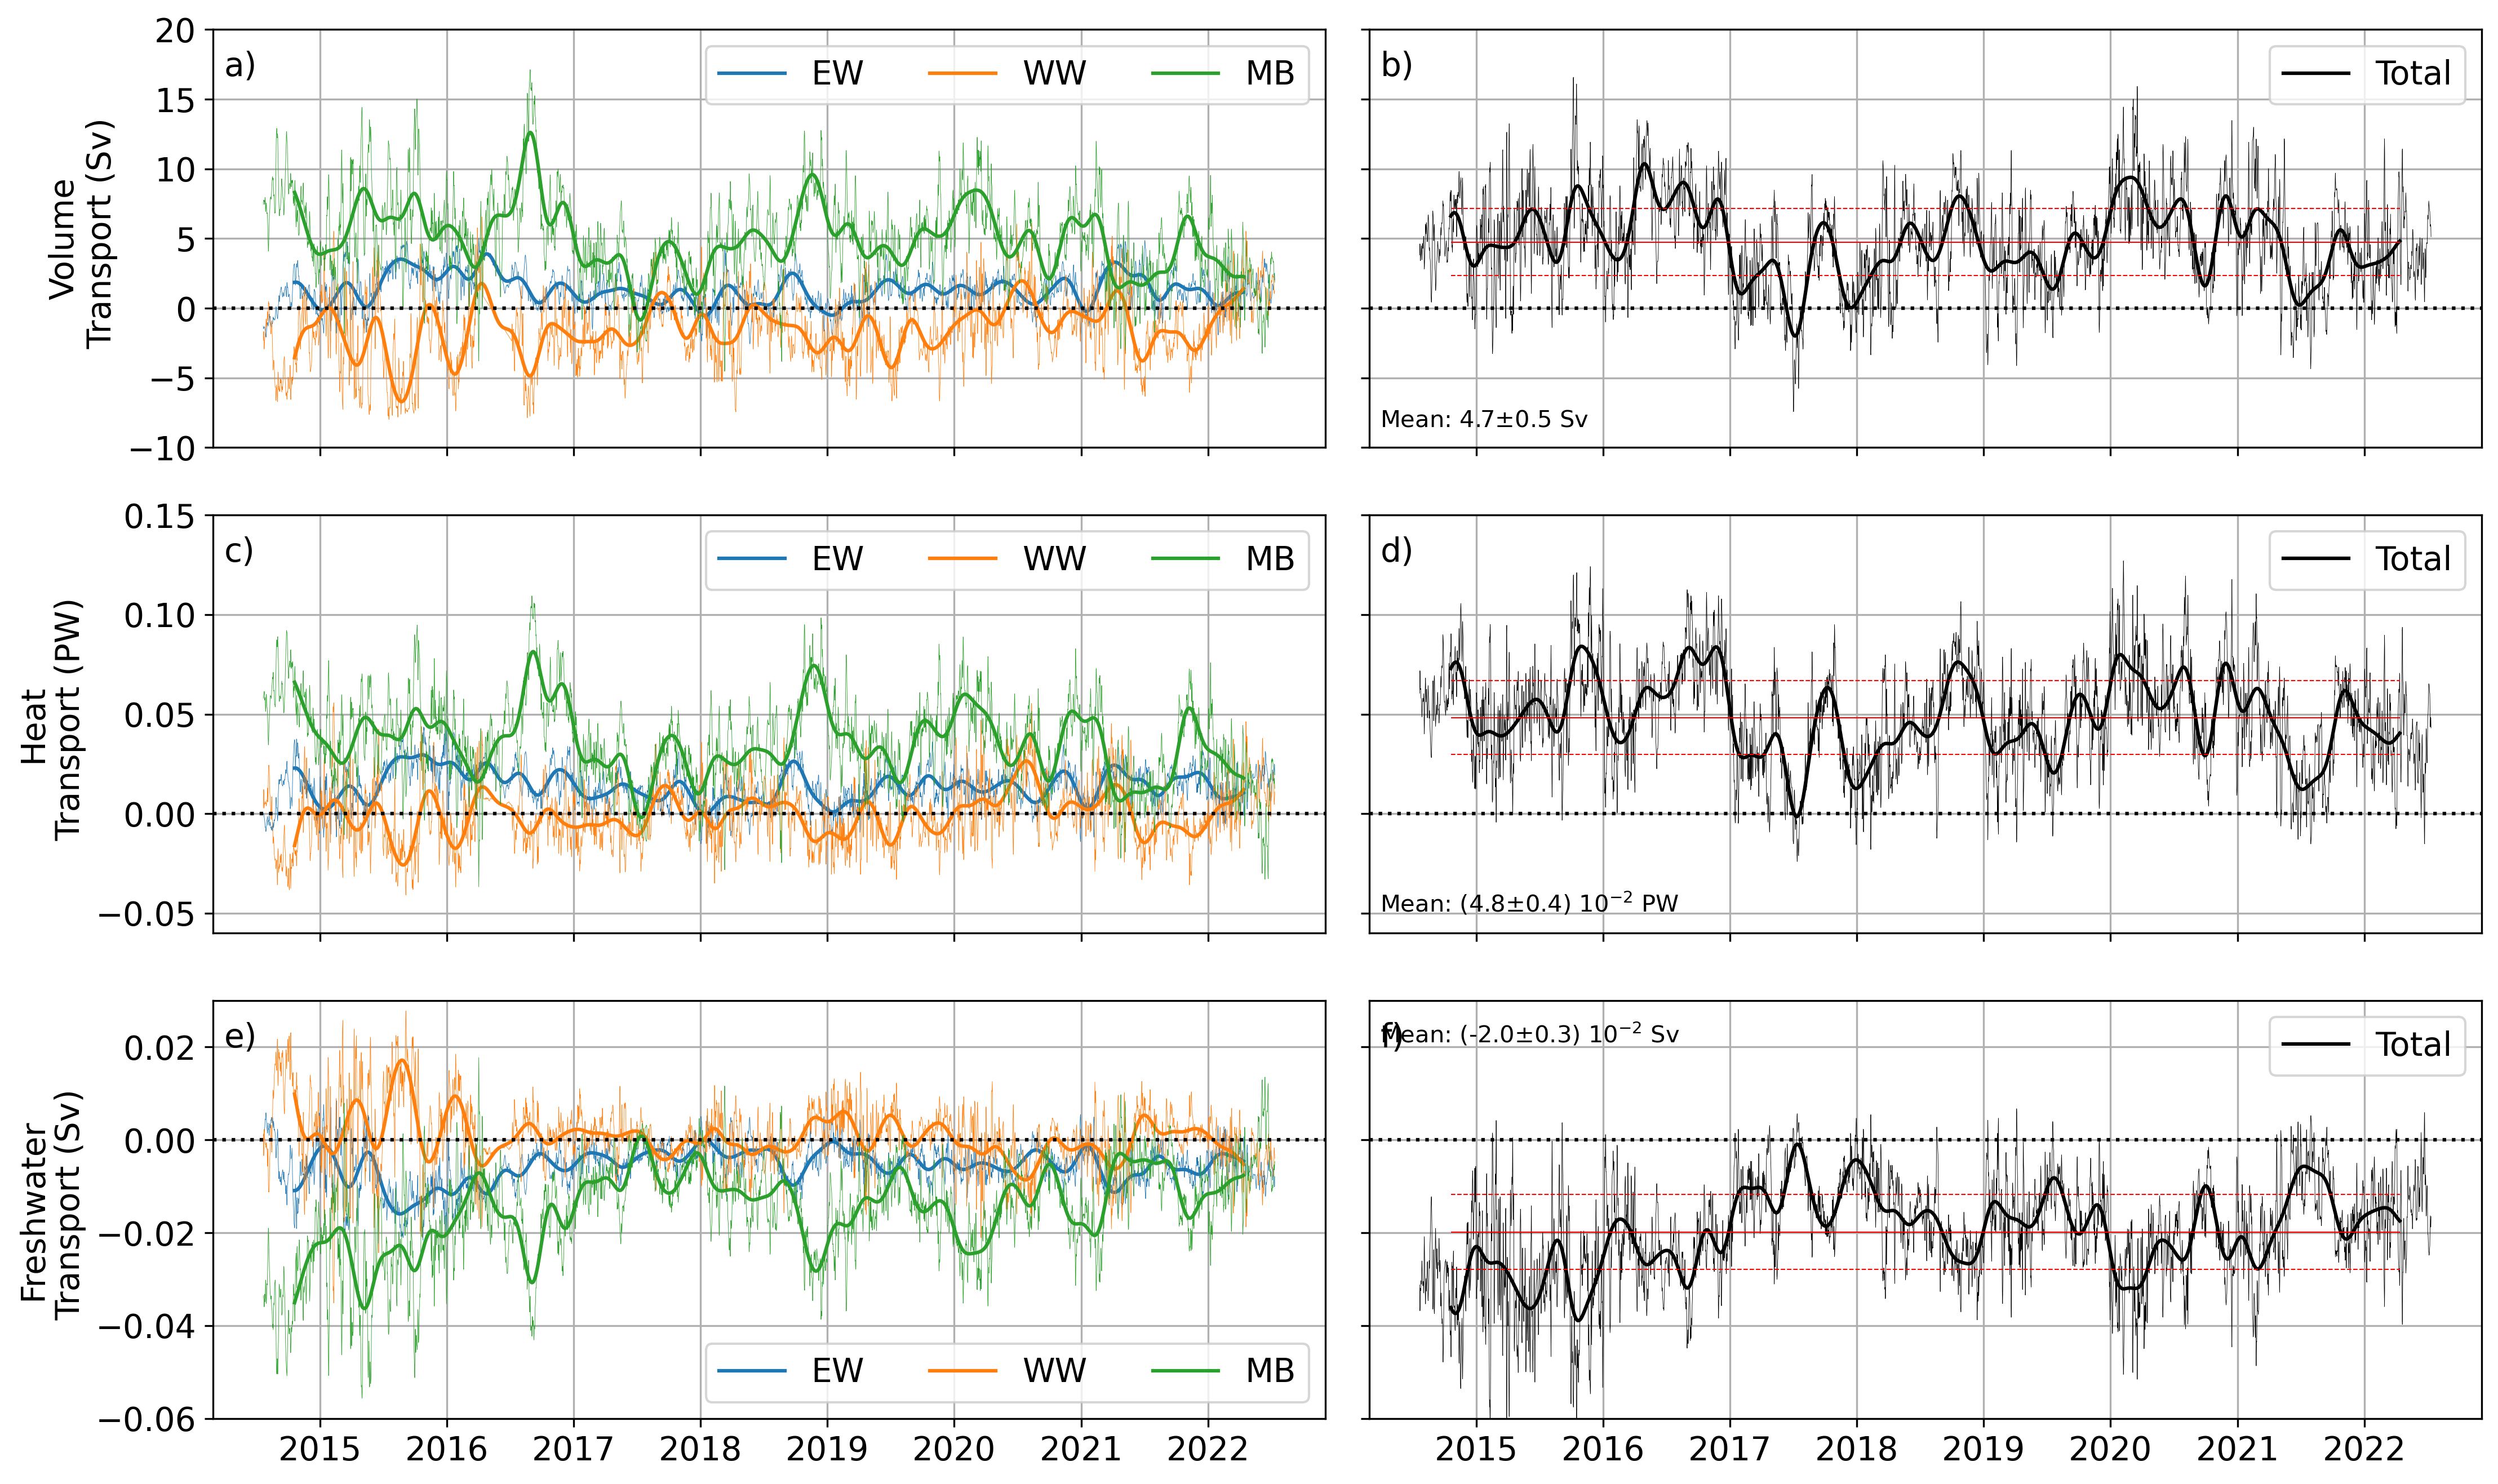 a)
EW WW MB
20
15
10
5
0
−5
−10
Volume
Transport (Sv)
b)
Total
Mean: 4.7±0.5 Sv
c)
EW WW MB
0.15
0.10
0.05
0.00
−0.05
Heat
Transport (PW)
d)
Total
Mean: (4.8±0.4) 10⁻² PW
e)
0.02
0.00
−0.02
−0.04
−0.06
Freshwater
Transport (Sv)
EW WW MB
2015 2016 2017 2018 2019 2020 2021 2022
f)
Mean: (-2.0±0.3) 10⁻² Sv
Total
2015 2016 2017 2018 2019 2020 2021 2022